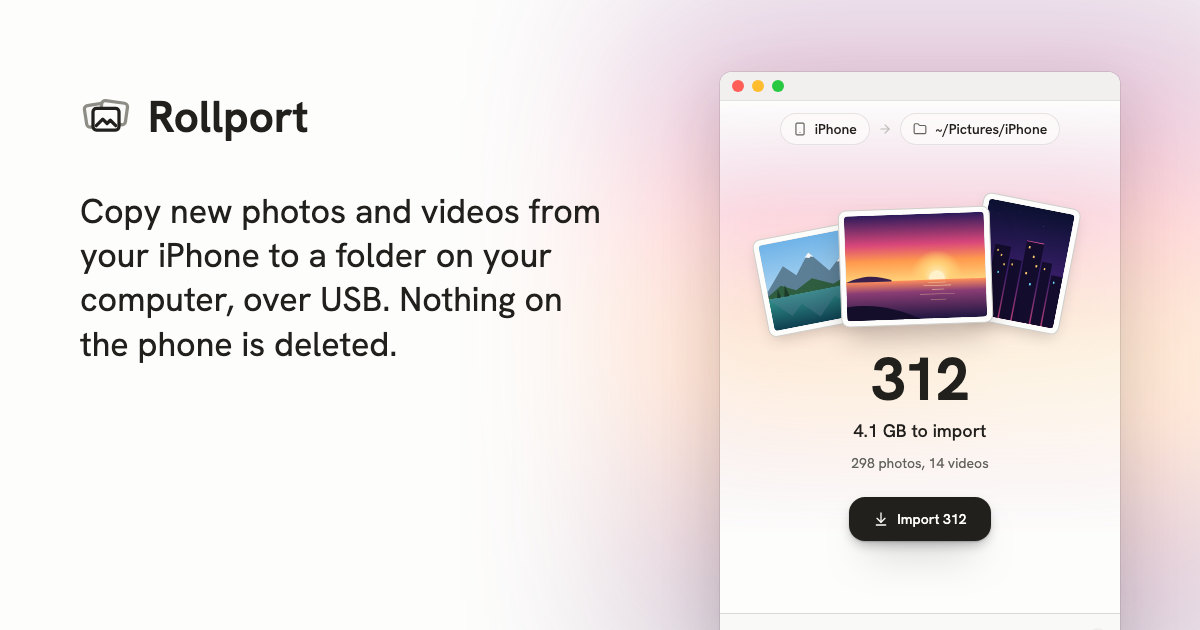 Rollport
Copy new photos and videos from
your iPhone to a folder on your
computer, over USB. Nothing on
the phone is deleted.
iPhone
~/Pictures/iPhone
312
4.1 GB to import
298 photos, 14 videos
Import 312